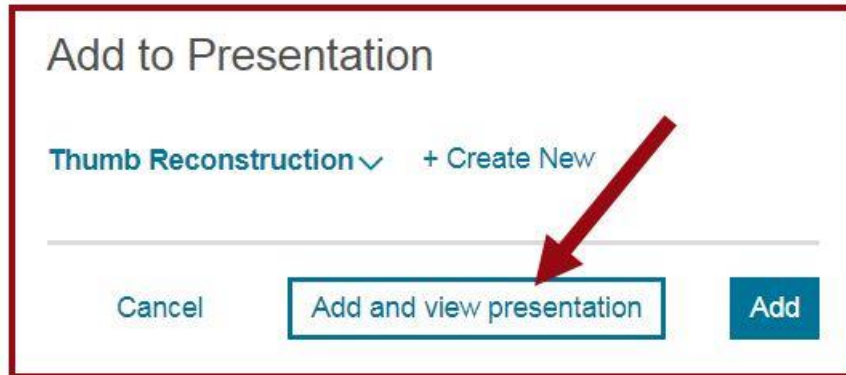 Add to Presentation
Thumb Reconstruction + Create New
Cancel Add and view presentation Add